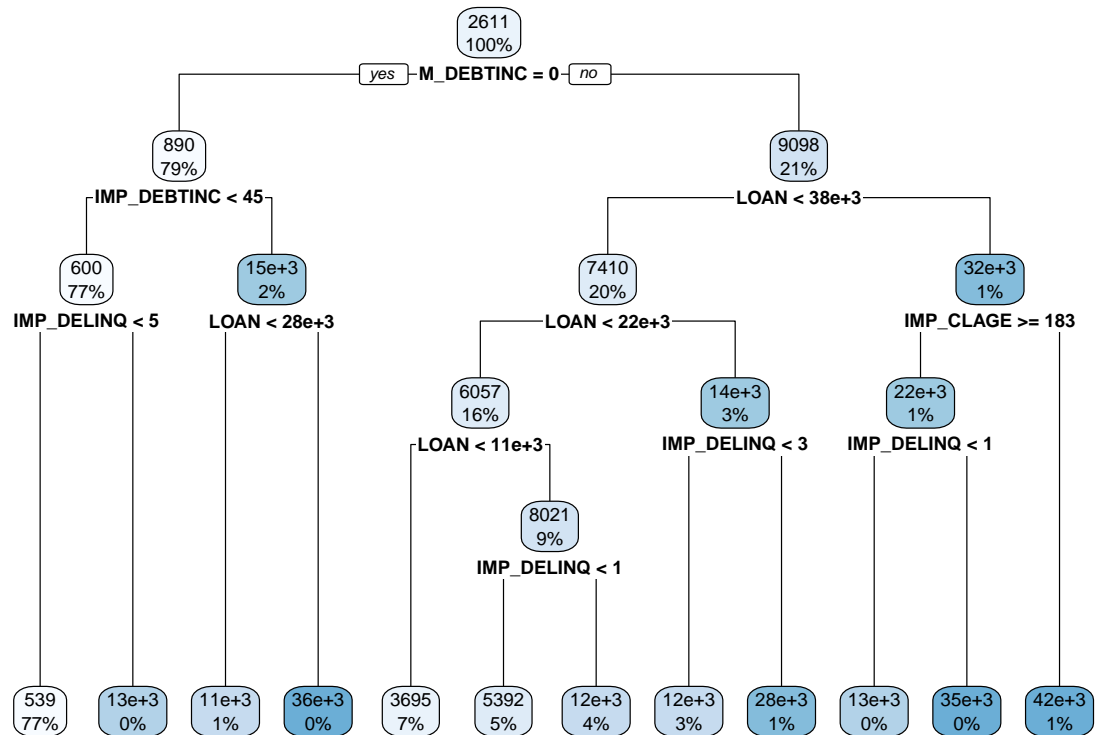 2611
100%
yes M_DEBTINC = 0 no
890
79%
9098
21%
IMP_DEBTINC < 45
LOAN < 38e+3
600
77%
15e+3
2%
7410
20%
32e+3
1%
IMP_DELINQ < 5
LOAN < 28e+3
LOAN < 22e+3
IMP_CLAGE >= 183
6057
16%
14e+3
3%
22e+3
1%
LOAN < 11e+3
IMP_DELINQ < 3
IMP_DELINQ < 1
8021
9%
IMP_DELINQ < 1
539
77%
13e+3
0%
11e+3
1%
36e+3
0%
3695
7%
5392
5%
12e+3
4%
12e+3
3%
28e+3
1%
13e+3
0%
35e+3
0%
42e+3
1%